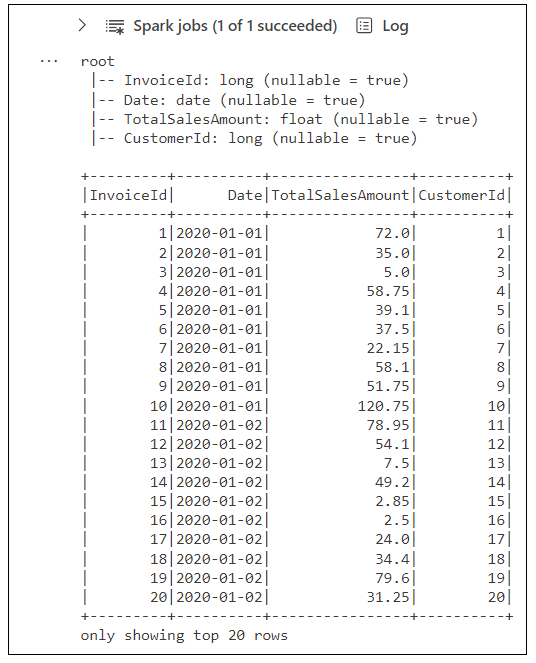 Spark jobs (1 of 1 succeeded) Log
... root
|-- InvoiceId: long (nullable = true)
|-- Date: date (nullable = true)
|-- TotalSalesAmount: float (nullable = true)
|-- CustomerId: long (nullable = true)
+---------+----------+----------------+----------+
|InvoiceId|      Date|TotalSalesAmount|CustomerId|
+---------+----------+----------------+----------+
|        1|2020-01-01|            72.0|         1|
|        2|2020-01-01|            35.0|         2|
|        3|2020-01-01|             5.0|         3|
|        4|2020-01-01|           58.75|         4|
|        5|2020-01-01|            39.1|         5|
|        6|2020-01-01|            37.5|         6|
|        7|2020-01-01|           22.15|         7|
|        8|2020-01-01|            58.1|         8|
|        9|2020-01-01|           51.75|         9|
|       10|2020-01-01|          120.75|        10|
|       11|2020-01-02|           78.95|        11|
|       12|2020-01-02|            54.1|        12|
|       13|2020-01-02|             7.5|        13|
|       14|2020-01-02|            49.2|        14|
|       15|2020-01-02|            2.85|        15|
|       16|2020-01-02|             2.5|        16|
|       17|2020-01-02|            24.0|        17|
|       18|2020-01-02|            34.4|        18|
|       19|2020-01-02|            79.6|        19|
|       20|2020-01-02|           31.25|        20|
+---------+----------+----------------+----------+
only showing top 20 rows